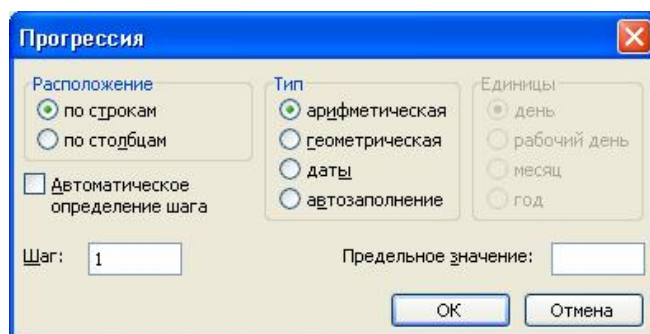 Прогрессия
Расположение
по строкам
по столбцам
Автоматическое
определение шага
Тип
арифметическая
геометрическая
даты
автозаполнение
Единицы
день
рабочий день
месяц
год
Шаг: 1
Предельное значение:
ОК
Отмена